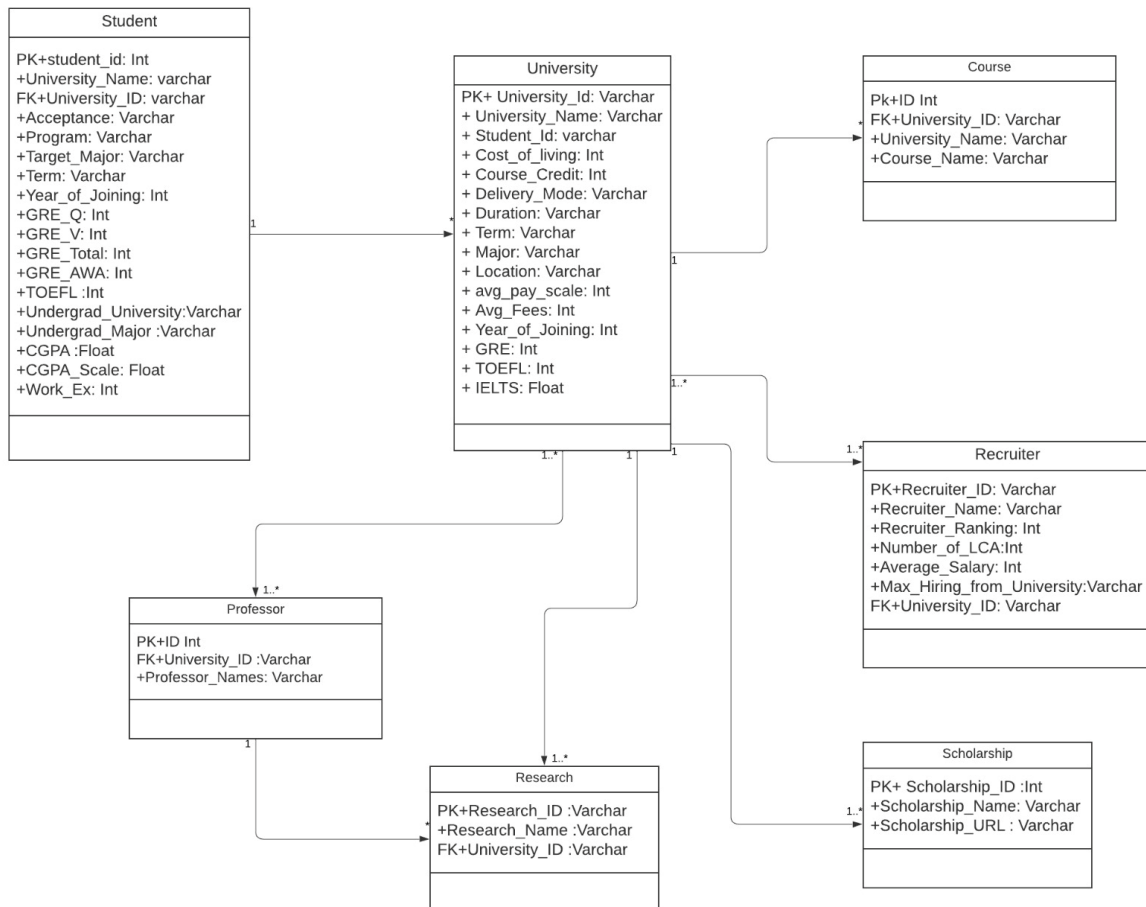 Student
PK+student_id: Int
+University_Name: varchar
FK+University_ID: varchar
+Acceptance: Varchar
+Program: Varchar
+Target_Major: Varchar
+Term: Varchar
+Year_of_Joining: Int
+GRE_Q: Int
+GRE_V: Int
+GRE_Total: Int
+GRE_AWA: Int
+TOEFL :Int
+Undergrad_University:Varchar
+Undergrad_Major :Varchar
+CGPA :Float
+CGPA_Scale: Float
+Work_Ex: Int
1
*
University
PK+ University_Id: Varchar
+ University_Name: Varchar
+ Student_Id: varchar
+ Cost_of_living: Int
+ Course_Credit: Int
+ Delivery_Mode: Varchar
+ Duration: Varchar
+ Term: Varchar
+ Major: Varchar
+ Location: Varchar
+ avg_pay_scale: Int
+ Avg_Fees: Int
+ Year_of_Joining: Int
+ GRE: Int
+ TOEFL: Int
+ IELTS: Float
1
*
Course
Pk+ID Int
FK+University_ID: Varchar
+University_Name: Varchar
+Course_Name: Varchar
1..*
1..*
Recruiter
PK+Recruiter_ID: Varchar
+Recruiter_Name: Varchar
+Recruiter_Ranking: Int
+Number_of_LCA:Int
+Average_Salary: Int
+Max_Hiring_from_University:Varchar
FK+University_ID: Varchar
1..*
1
1
1..*
Professor
PK+ID Int
FK+University_ID :Varchar
+Professor_Names: Varchar
1
*
1..*
Research
PK+Research_ID :Varchar
+Research_Name :Varchar
FK+University_ID :Varchar
1..*
Scholarship
PK+ Scholarship_ID :Int
+Scholarship_Name: Varchar
+Scholarship_URL : Varchar